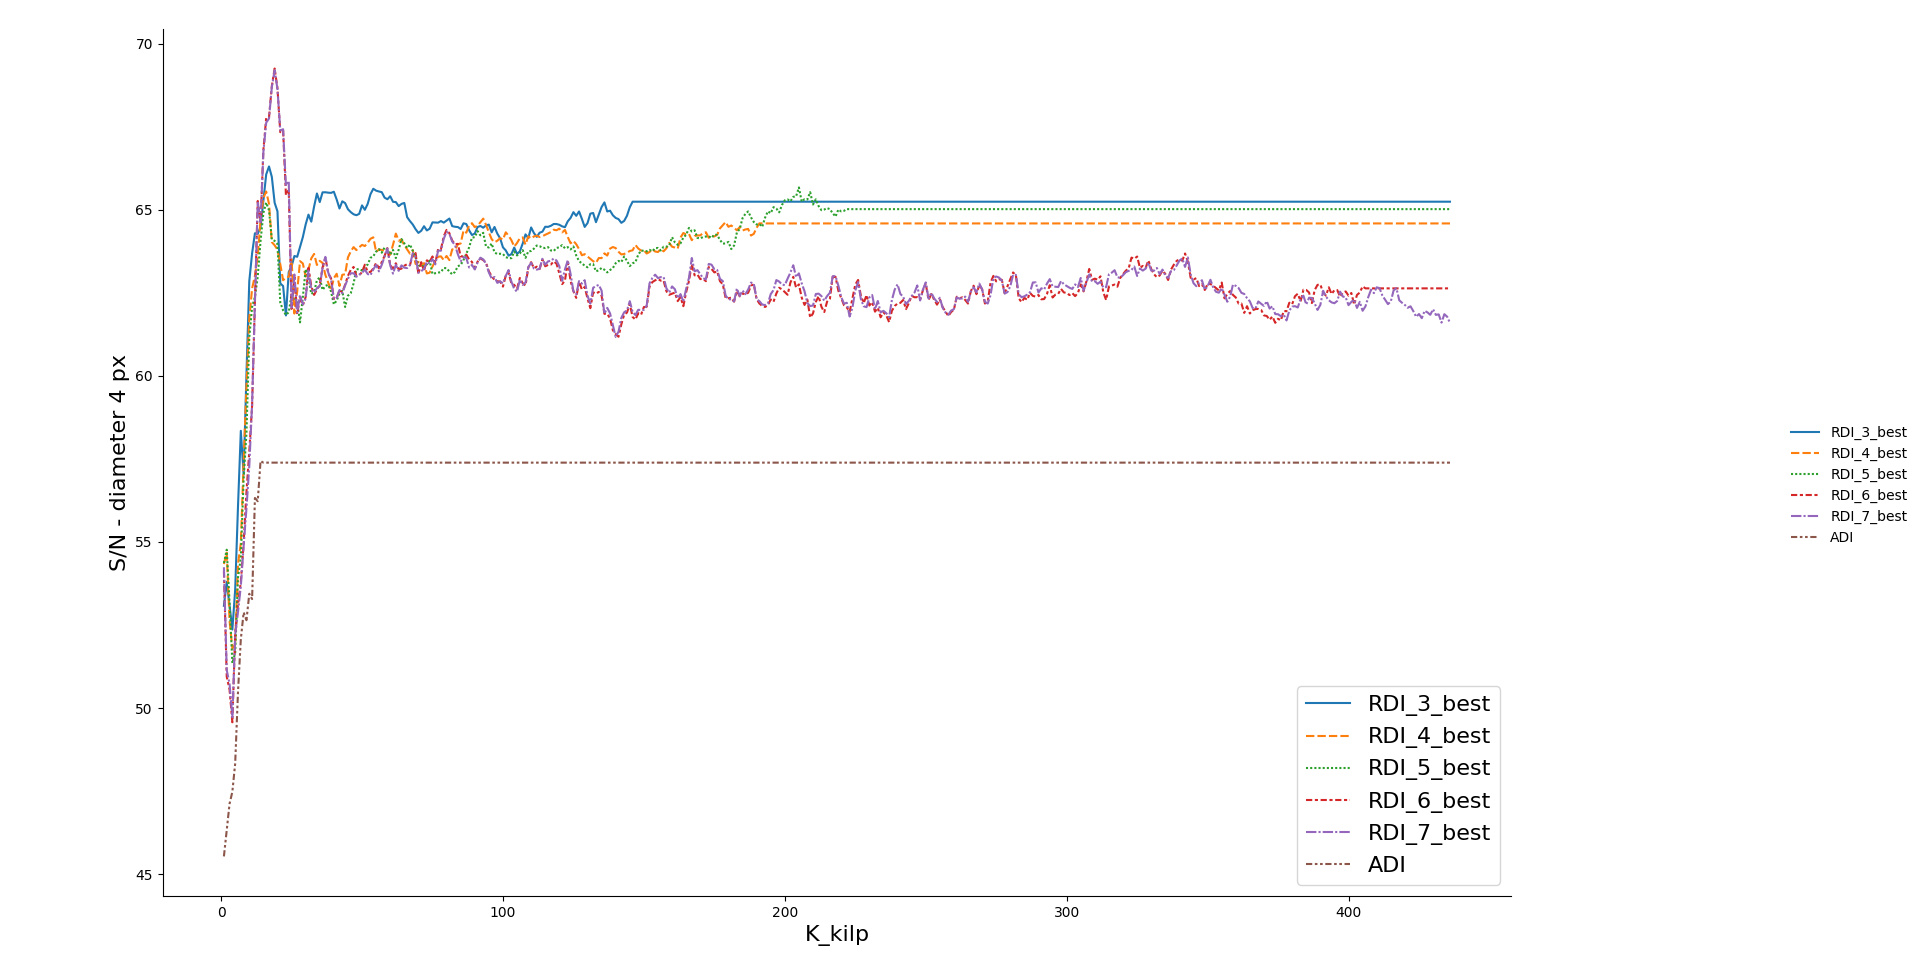 70
65
60
55
50
45
S/N - diameter 4 px
0 100 200 300 400
K_kilp
RDI_3_best
RDI_4_best
RDI_5_best
RDI_6_best
RDI_7_best
ADI
RDI_3_best
RDI_4_best
RDI_5_best
RDI_6_best
RDI_7_best
ADI